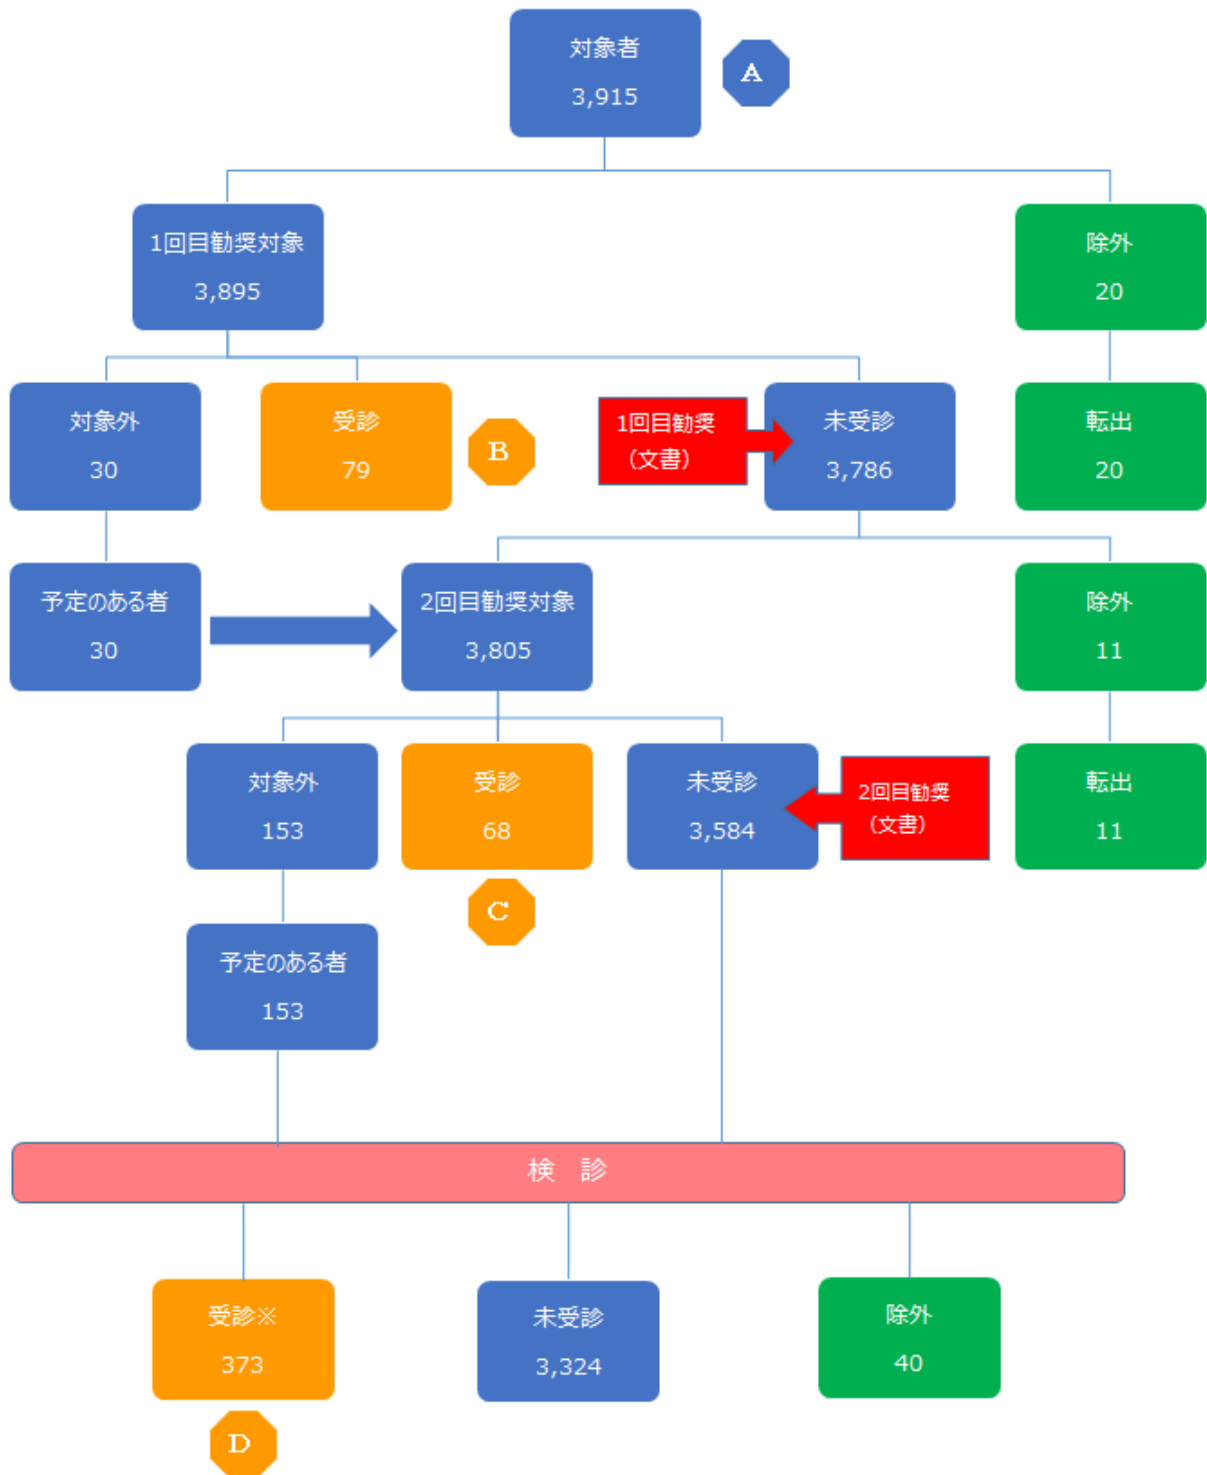 対象者
3,915
A
1回目勧奨対象
3,895
除外
20
対象外
30
受診
79
B
1回目勧奨
（文書）
未受診
3,786
転出
20
予定のある者
30
2回目勧奨対象
3,805
除外
11
対象外
153
受診
68
C
未受診
3,584
2回目勧奨
（文書）
転出
11
予定のある者
153
検　診
受診※
373
D
未受診
3,324
除外
40